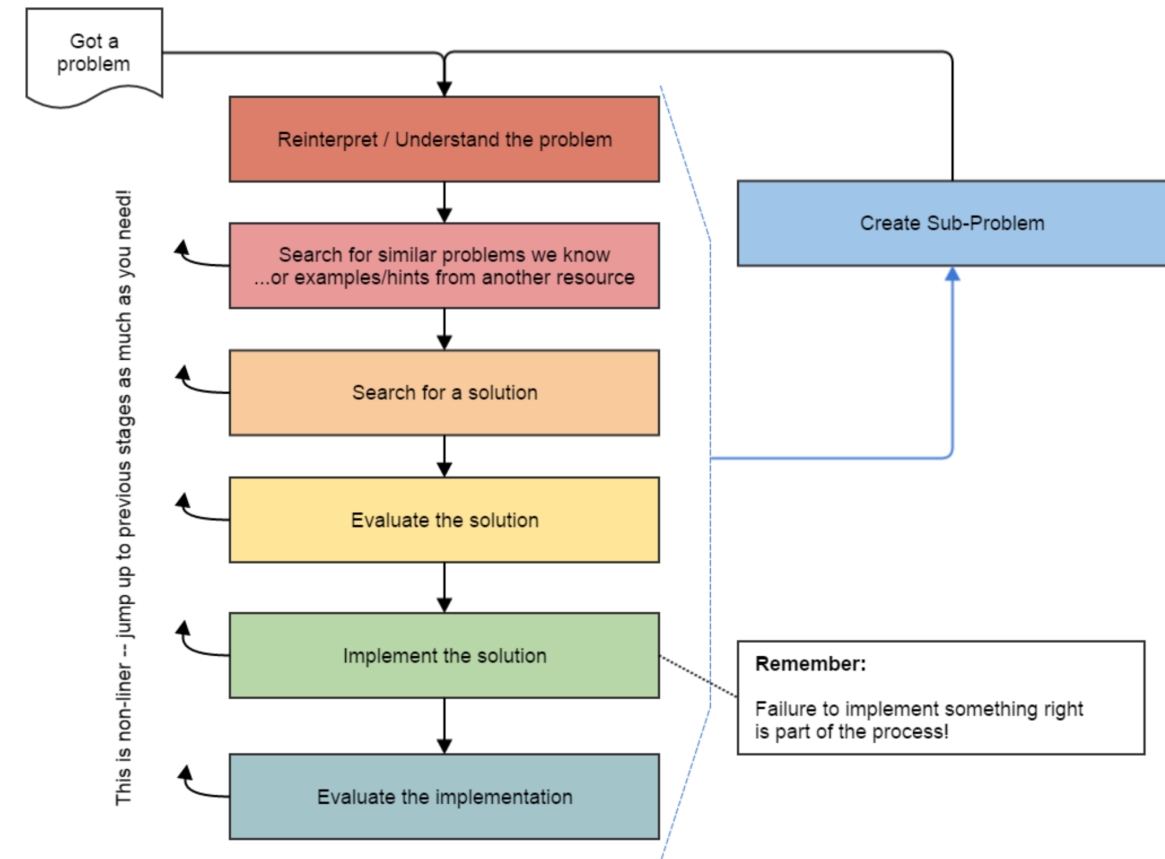 Got a
problem
Reinterpret / Understand the problem
Create Sub-Problem
Search for similar problems we know
...or examples/hints from another resource
Search for a solution
Evaluate the solution
Implement the solution
Remember:
Failure to implement something right
is part of the process!
Evaluate the implementation
This is non-liner -- jump up to previous stages as much as you need!